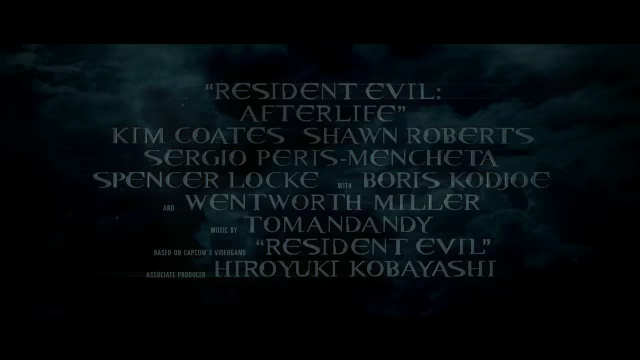 “RESIDENT EVIL:
AFTERLIFE”
KIM COATES SHAWN ROBERTS
SERGIO PERIS-MENCHETA
SPENCER LOCKE WITH BORIS KODJOE
AND WENTWORTH MILLER
MUSIC BY TOMANDANDY
BASED ON CAPCOM'S VIDEOGAME “RESIDENT EVIL”
ASSOCIATE PRODUCER HIROYUKI KOBAYASHI